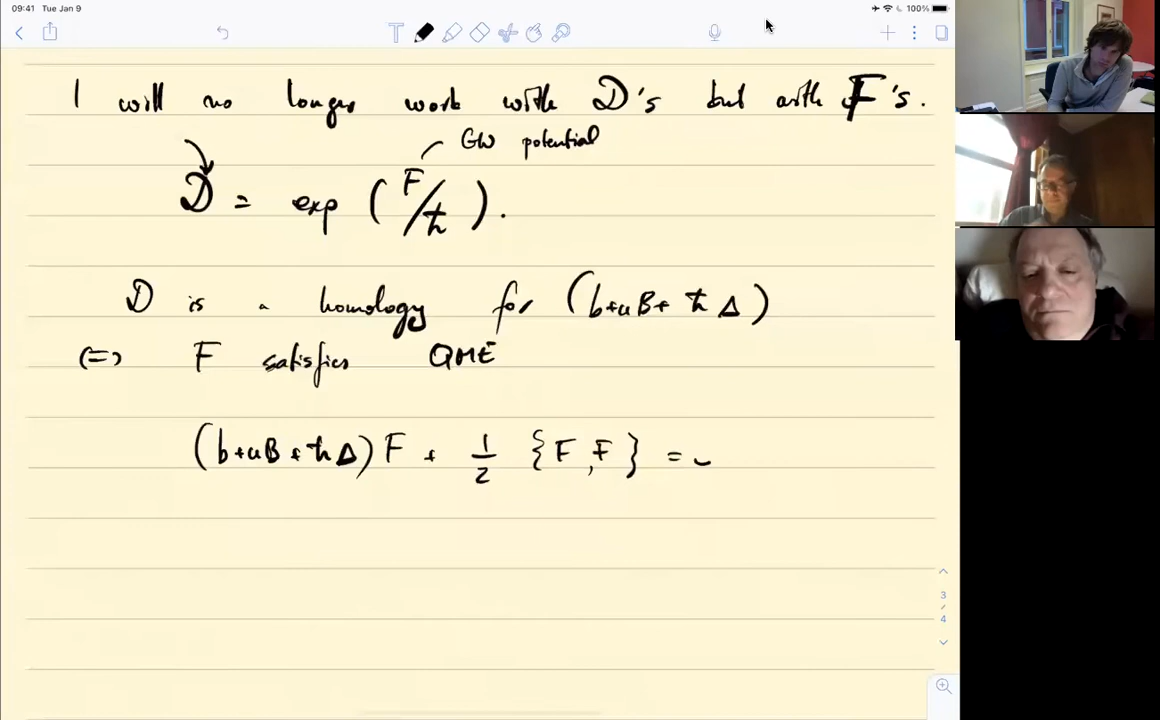 09:41 Tue Jan 9 100%
I will no longer work with D's but with F's.
GW potential
D = exp (F/ħ).
D is a homology for (b+uB+ ħ Δ)
⟺ F satisfies QME
(b+uB+ħΔ)F + 1/2 {F,F} = 0
3
/
4